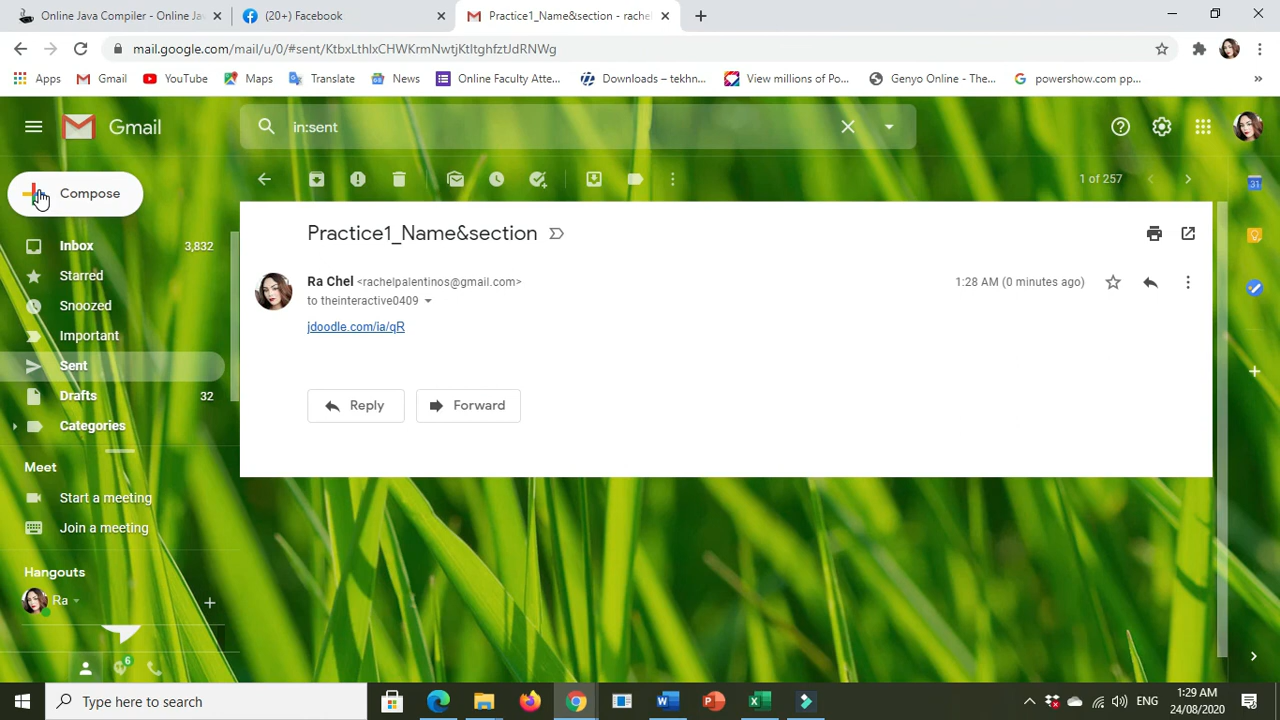 Online Java Compiler - Online Jav
(20+) Facebook
Practice1_Name&section - rache
mail.google.com/mail/u/0/#sent/KtbxLthlxCHWKrmNwtjKtltghfztJdRNWg
Apps
Gmail
YouTube
Maps
Translate
News
Online Faculty Atte...
Downloads – tekhn...
View millions of Po...
Genyo Online - The...
powershow.com pp...
Gmail
in:sent
Compose
1 of 257
Inbox 3,832
Starred
Snoozed
Important
Sent
Drafts 32
Categories
Meet
Start a meeting
Join a meeting
Hangouts
Ra
6
Practice1_Name&section
Ra Chel <rachelpalentinos@gmail.com>
1:28 AM (0 minutes ago)
to theinteractive0409
jdoodle.com/ia/qR
Reply
Forward
31
Type here to search
ENG
1:29 AM
24/08/2020